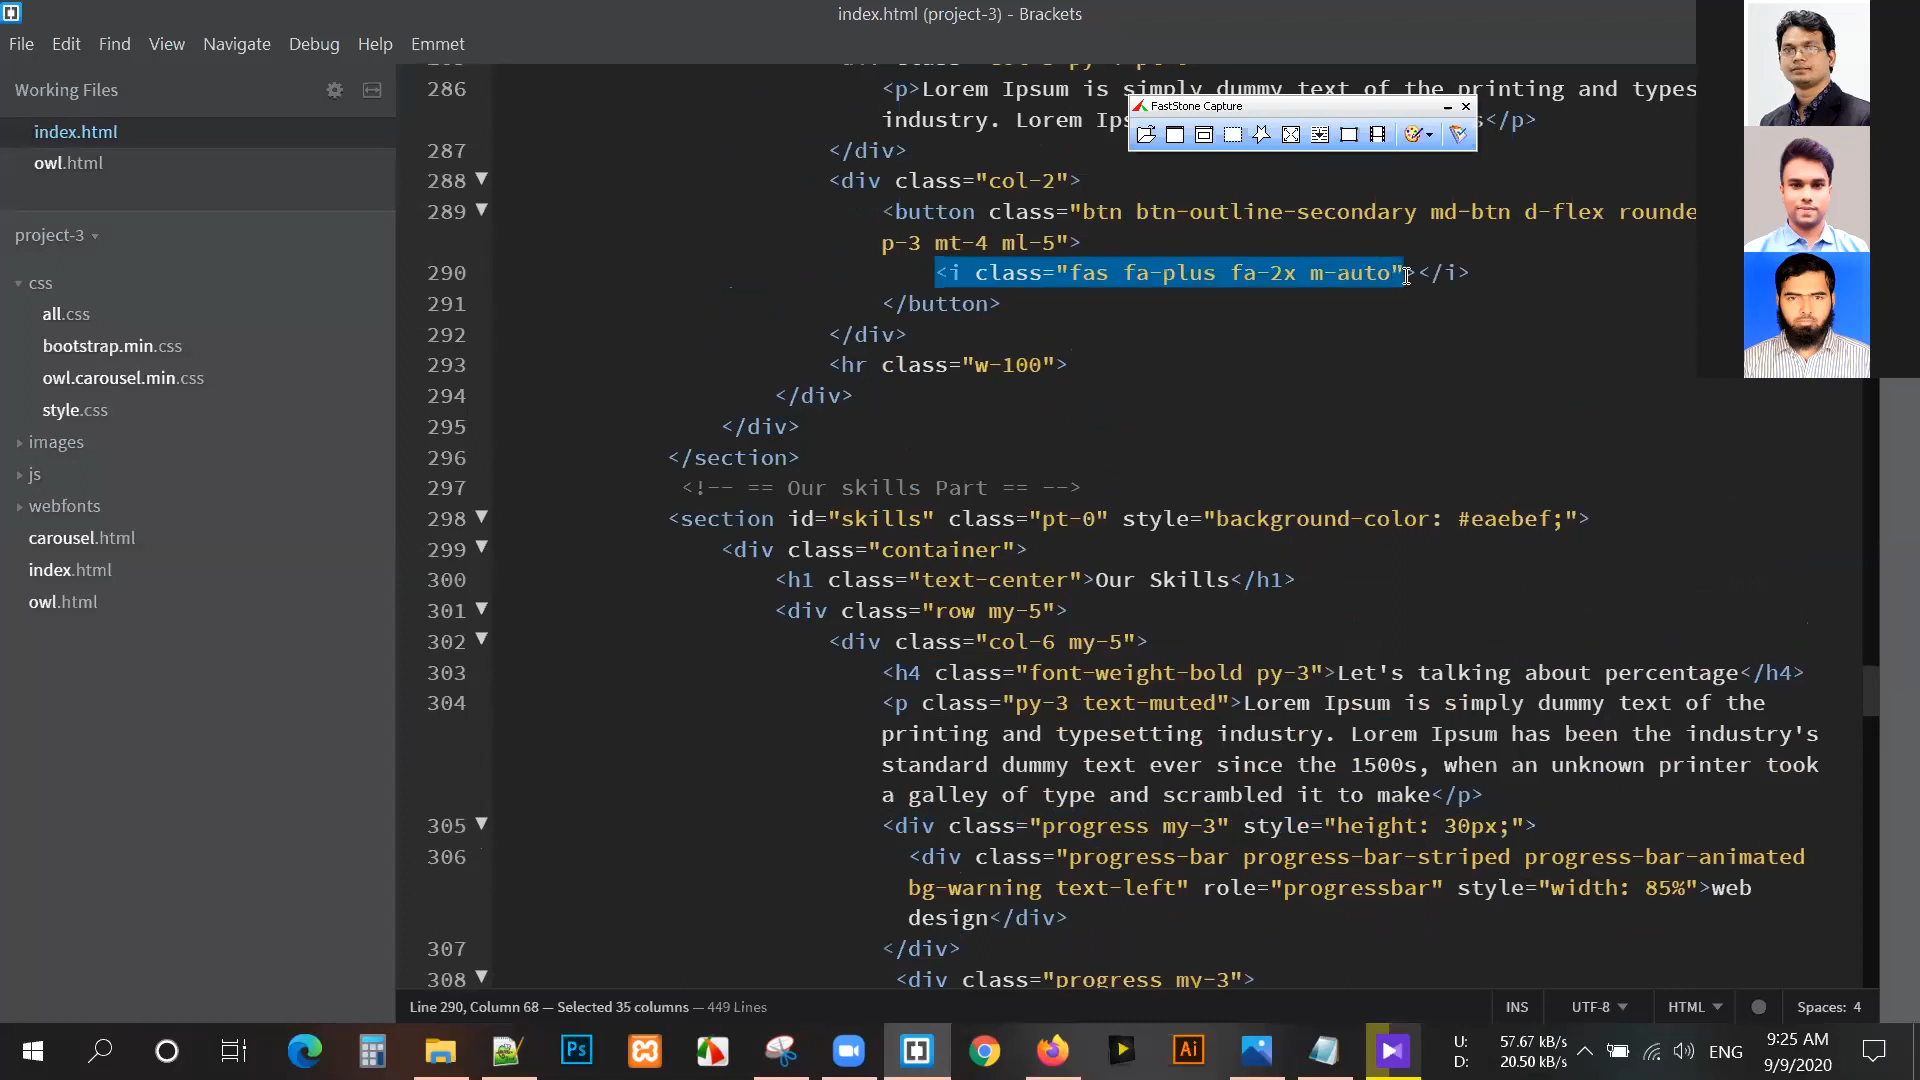 index.html (project-3) - Brackets
File Edit Find View Navigate Debug Help Emmet
Working Files
index.html
owl.html
project-3
css
all.css
bootstrap.min.css
owl.carousel.min.css
style.css
images
js
webfonts
carousel.html
index.html
owl.html
FastStone Capture
286 <p>Lorem Ipsum is simply dummy text of the printing and types
industry. Lorem Ips s</p>
287 </div>
288 <div class="col-2">
289 <button class="btn btn-outline-secondary md-btn d-flex rounde
p-3 mt-4 ml-5">
290 <i class="fas fa-plus fa-2x m-auto"></i>
291 </button>
292 </div>
293 <hr class="w-100">
294 </div>
295 </div>
296 </section>
297 <!-- == Our skills Part == -->
298 <section id="skills" class="pt-0" style="background-color: #eaebef;">
299 <div class="container">
300 <h1 class="text-center">Our Skills</h1>
301 <div class="row my-5">
302 <div class="col-6 my-5">
303 <h4 class="font-weight-bold py-3">Let's talking about percentage</h4>
304 <p class="py-3 text-muted">Lorem Ipsum is simply dummy text of the
printing and typesetting industry. Lorem Ipsum has been the industry's
standard dummy text ever since the 1500s, when an unknown printer took
a galley of type and scrambled it to make</p>
305 <div class="progress my-3" style="height: 30px;">
306 <div class="progress-bar progress-bar-striped progress-bar-animated
bg-warning text-left" role="progressbar" style="width: 85%">web
design</div>
307 </div>
308 <div class="progress my-3">
Line 290, Column 68 — Selected 35 columns — 449 Lines
INS UTF-8 HTML Spaces: 4
Ps Ai
U: 57.67 kB/s
D: 20.50 kB/s
ENG
9:25 AM
9/9/2020